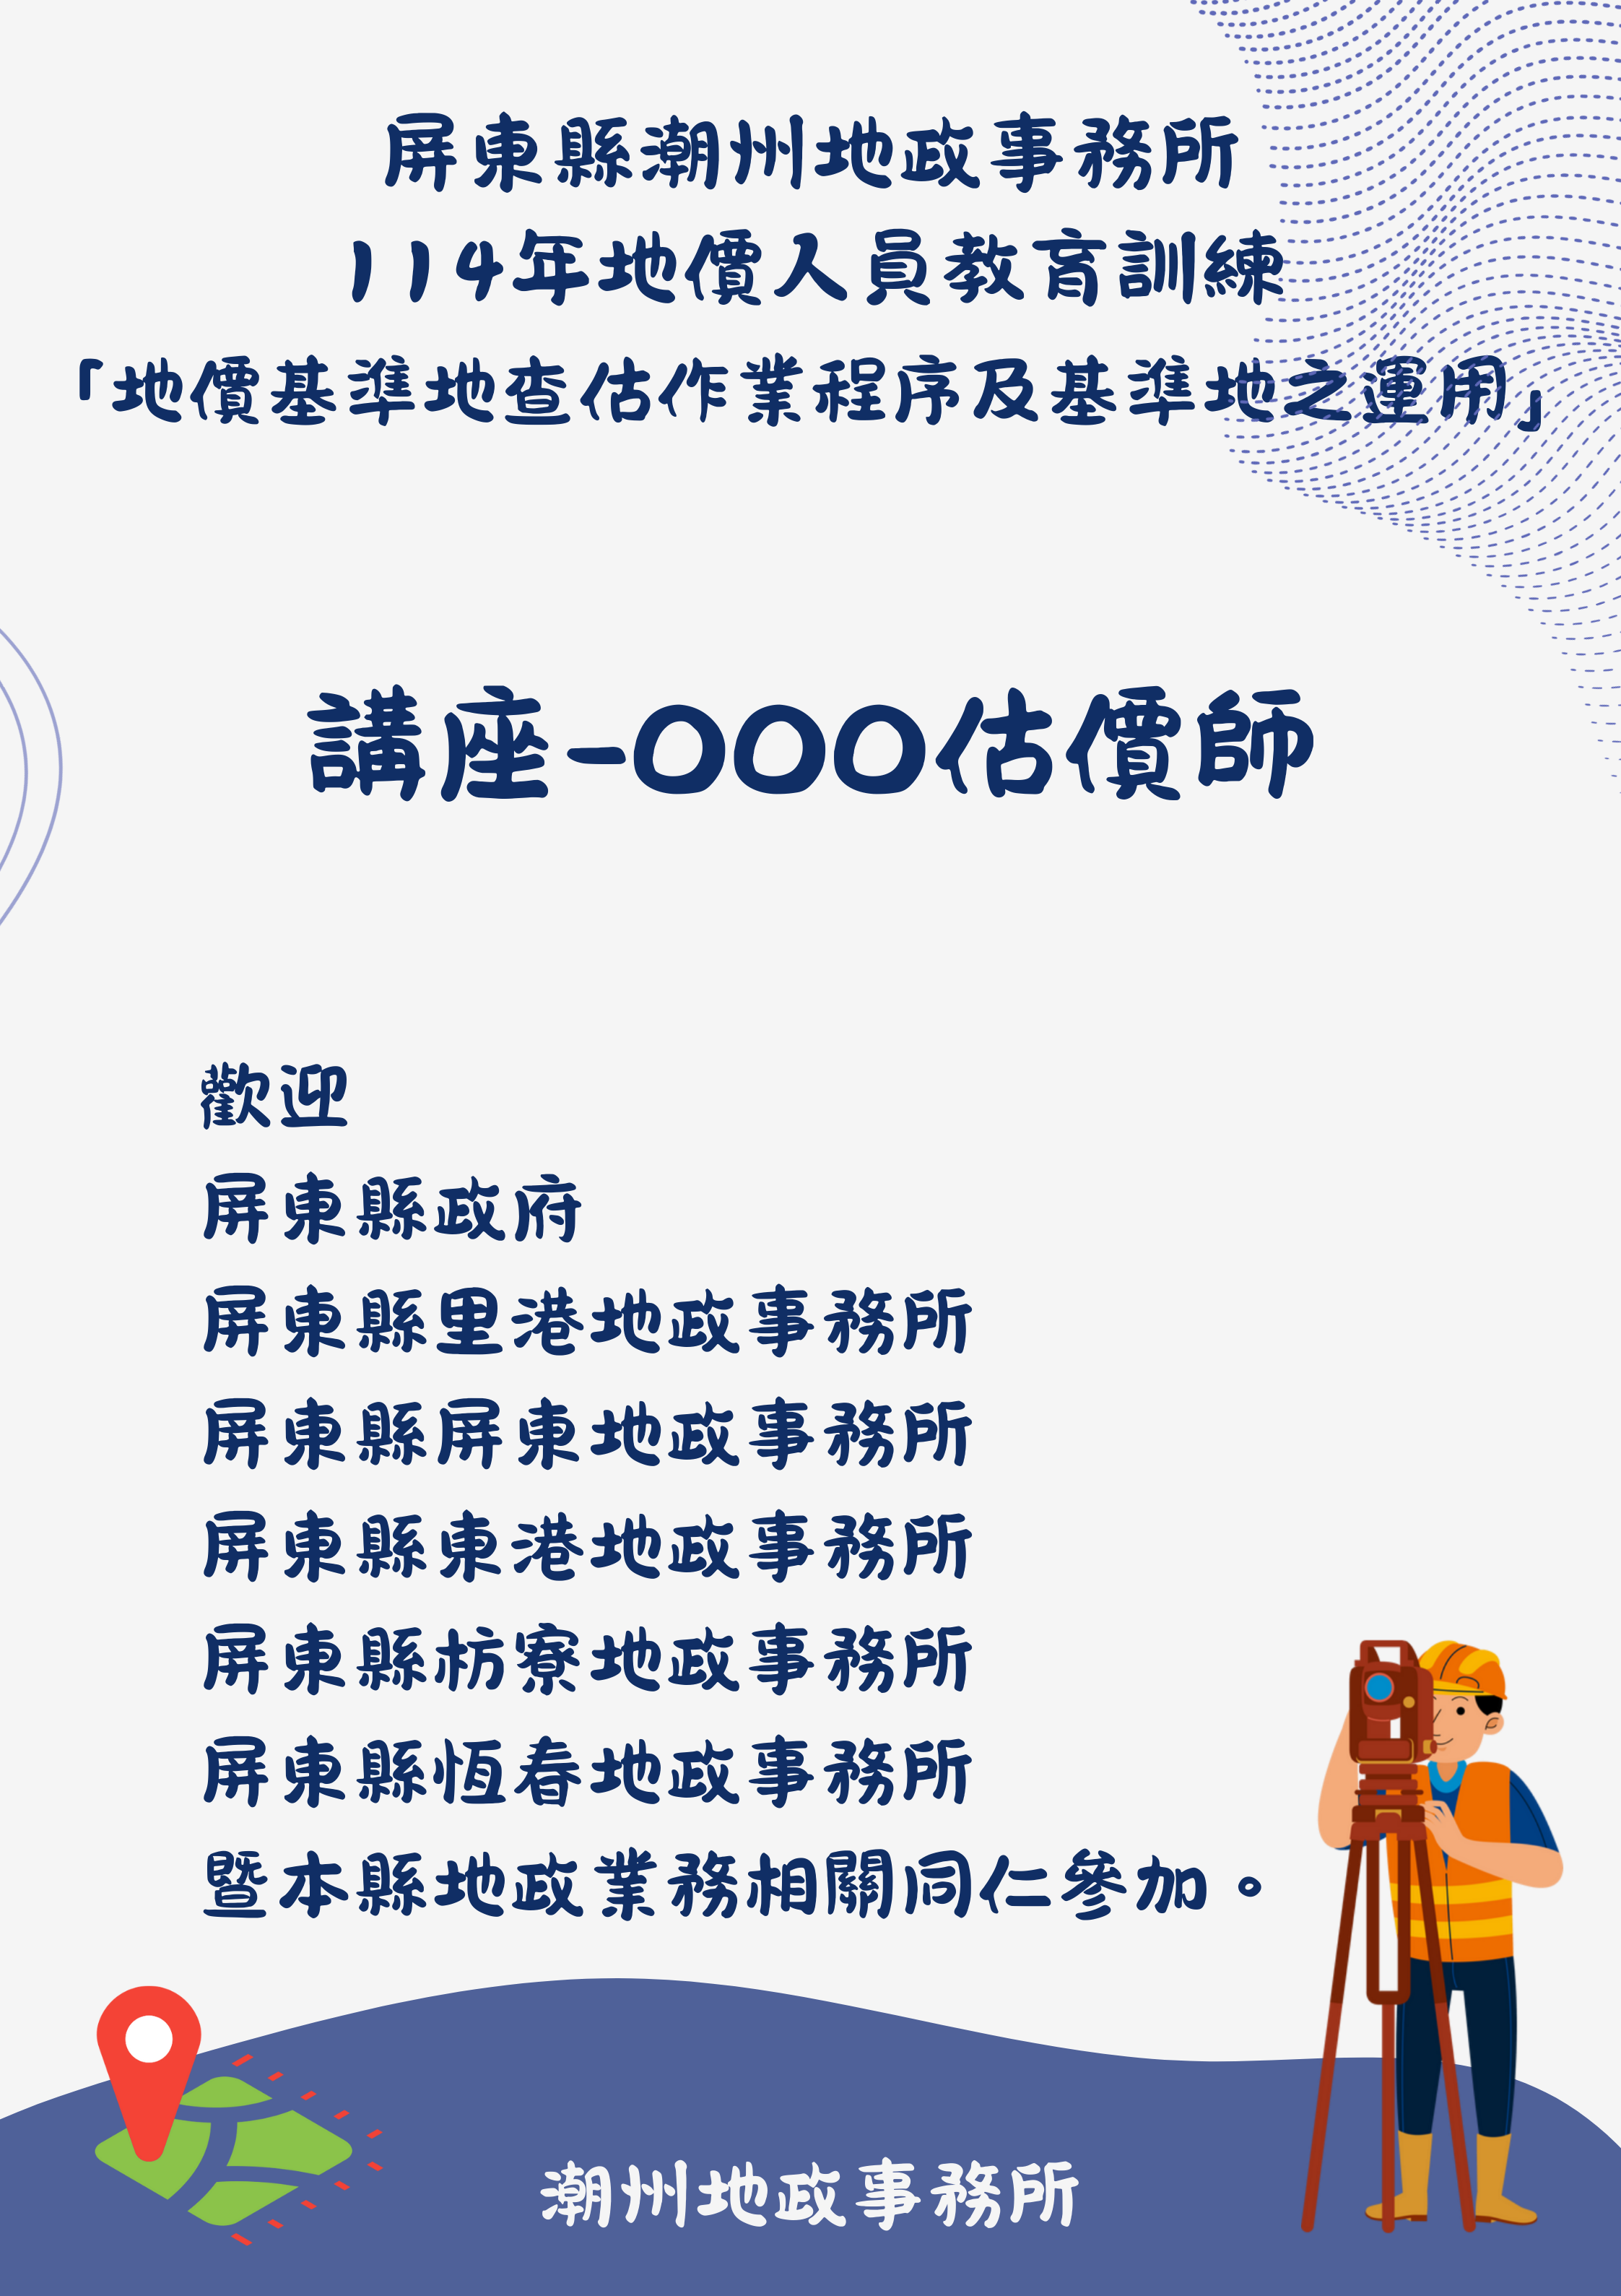 屏東縣潮州地政事務所
114年地價人員教育訓練
「地價基準地查估作業程序及基準地之運用」
講座-OOO估價師
歡迎
屏東縣政府
屏東縣里港地政事務所
屏東縣屏東地政事務所
屏東縣東港地政事務所
屏東縣枋寮地政事務所
屏東縣恆春地政事務所
暨本縣地政業務相關同仁參加。
潮州地政事務所